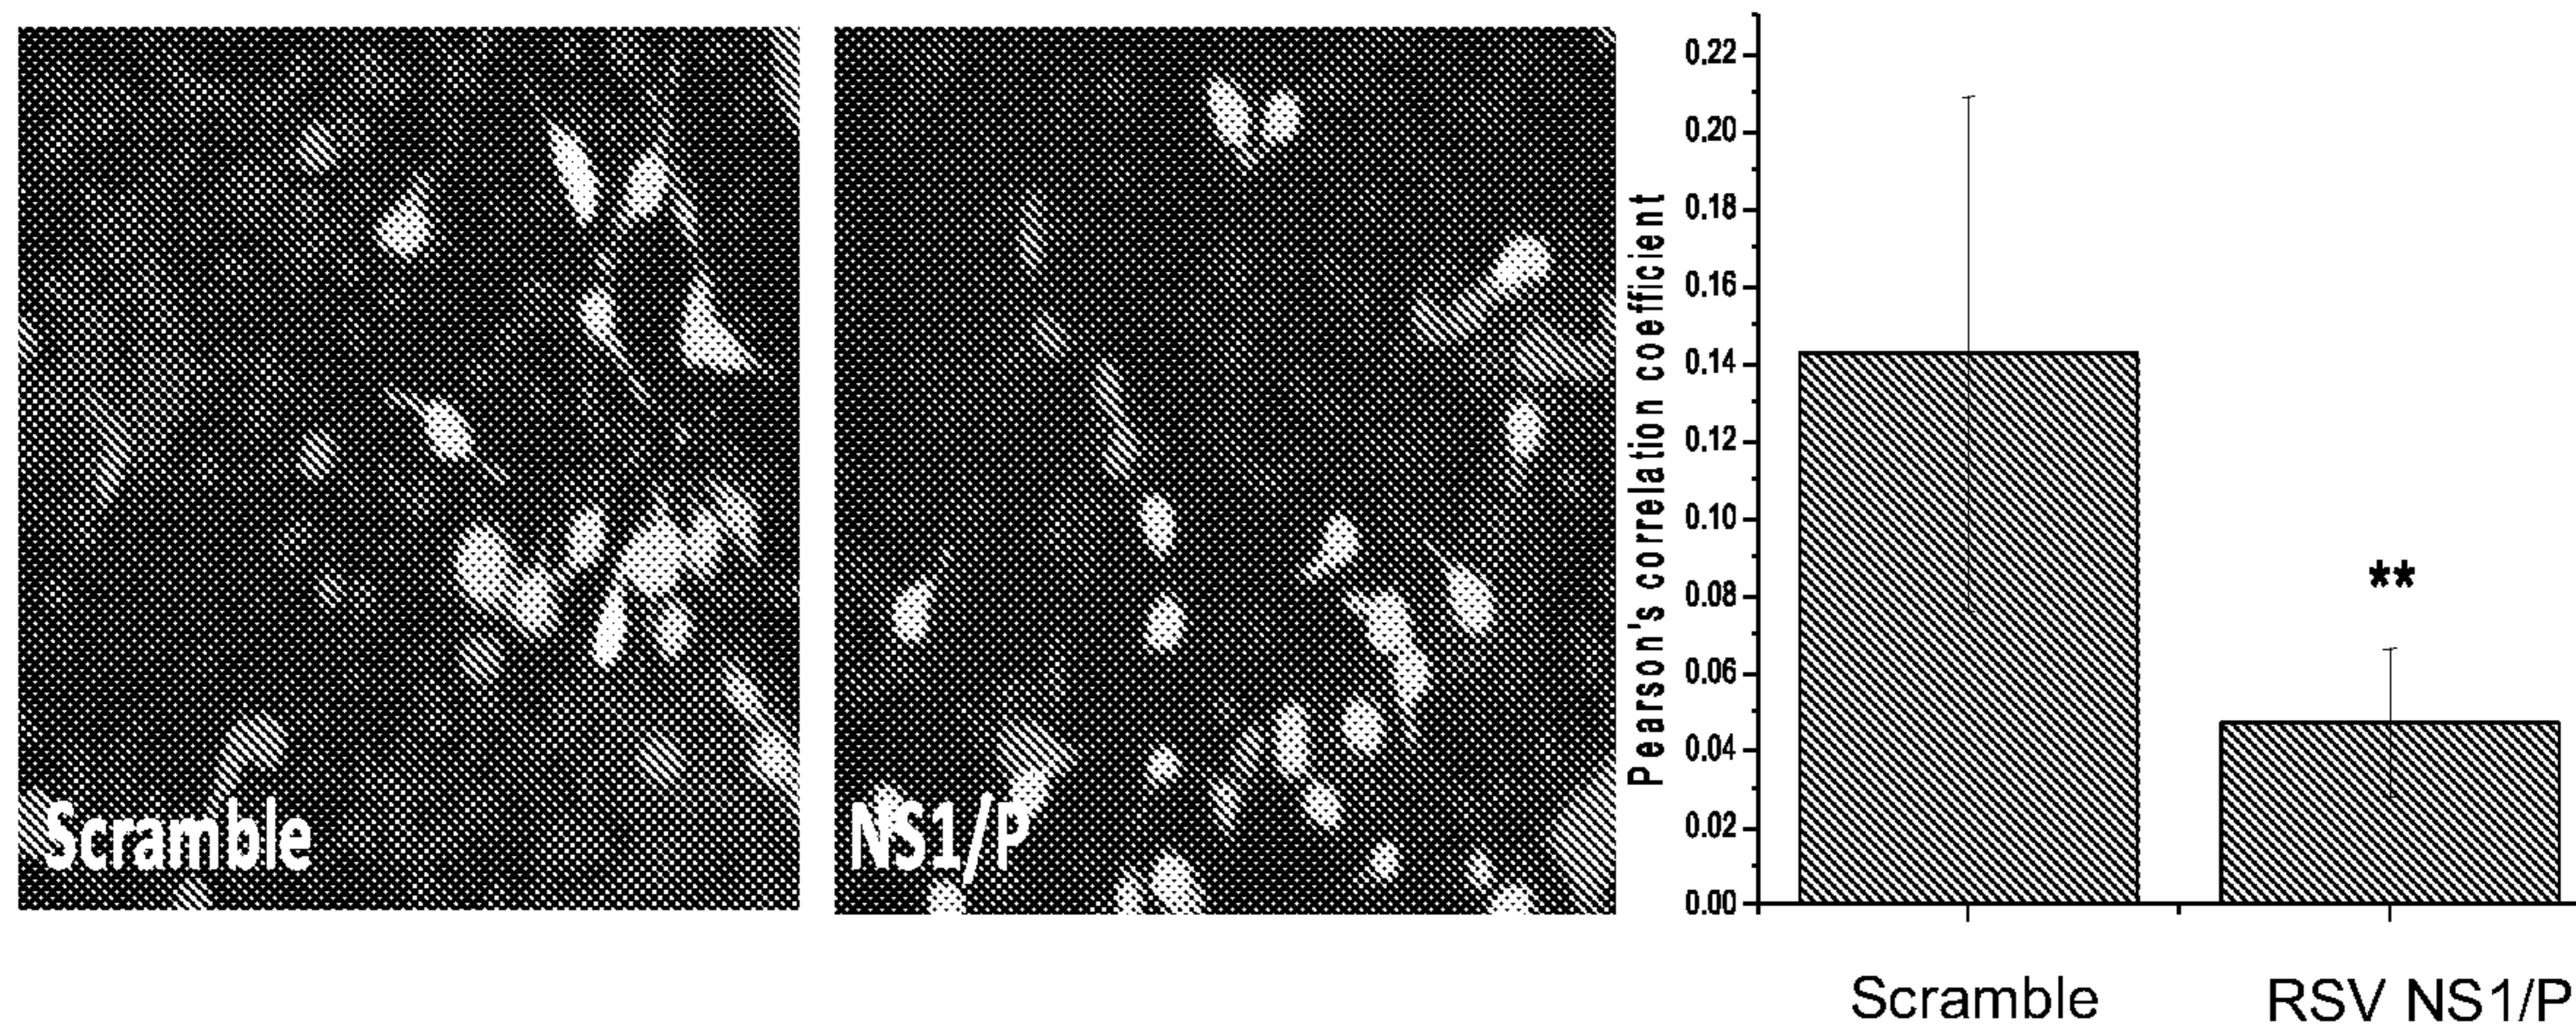 Scramble
NS1/P
Pearson's correlation coefficient
0.22
0.20
0.18
0.16
0.14
0.12
0.10
0.08
0.06
0.04
0.02
0.00
**
Scramble
RSV NS1/P